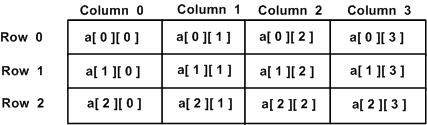 Column 0 Column 1 Column 2 Column 3
Row 0 a[ 0 ][ 0 ] a[ 0 ][ 1 ] a[ 0 ][ 2 ] a[ 0 ][ 3 ]
Row 1 a[ 1 ][ 0 ] a[ 1 ][ 1 ] a[ 1 ][ 2 ] a[ 1 ][ 3 ]
Row 2 a[ 2 ][ 0 ] a[ 2 ][ 1 ] a[ 2 ][ 2 ] a[ 2 ][ 3 ]